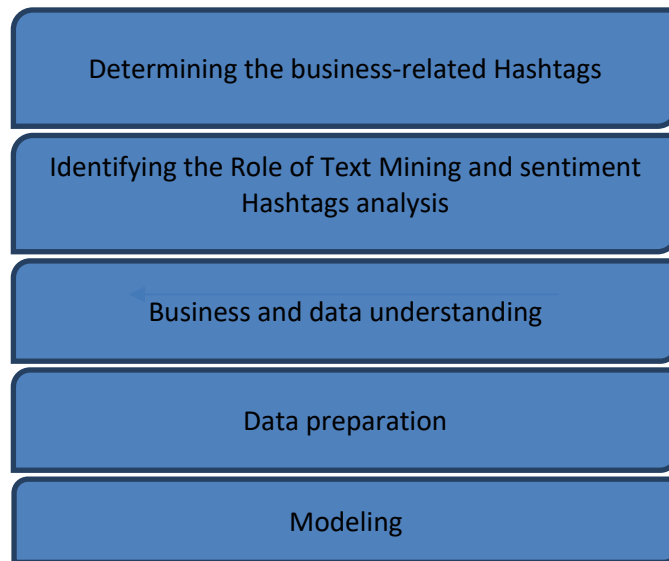 Determining the business-related Hashtags
Identifying the Role of Text Mining and sentiment
Hashtags analysis
Business and data understanding
Data preparation
Modeling